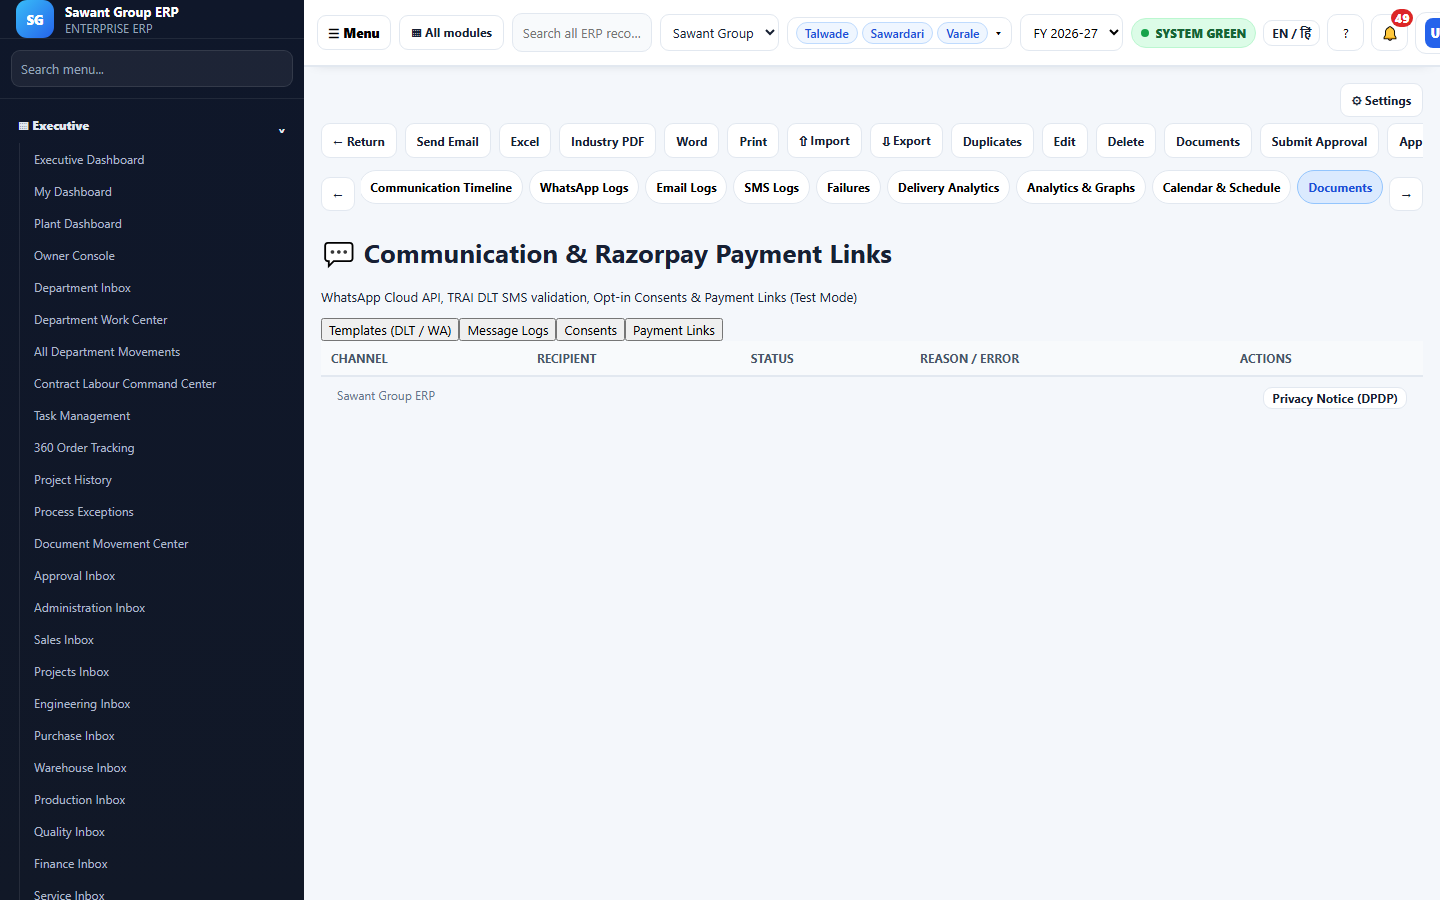 SG
Sawant Group ERP
ENTERPRISE ERP
Search menu...
Executive
Executive Dashboard
My Dashboard
Plant Dashboard
Owner Console
Department Inbox
Department Work Center
All Department Movements
Contract Labour Command Center
Task Management
360 Order Tracking
Project History
Process Exceptions
Document Movement Center
Approval Inbox
Administration Inbox
Sales Inbox
Projects Inbox
Engineering Inbox
Purchase Inbox
Warehouse Inbox
Production Inbox
Quality Inbox
Finance Inbox
Service Inbox
☰ Menu
All modules
Search all ERP reco...
Sawant Group
Talwade
Sawardari
Varale
FY 2026-27
SYSTEM GREEN
EN / हिं
?
49
U
⚙ Settings
← Return
Send Email
Excel
Industry PDF
Word
Print
⇧ Import
⇩ Export
Duplicates
Edit
Delete
Documents
Submit Approval
App
←
Communication Timeline
WhatsApp Logs
Email Logs
SMS Logs
Failures
Delivery Analytics
Analytics & Graphs
Calendar & Schedule
Documents
→
Communication & Razorpay Payment Links
WhatsApp Cloud API, TRAI DLT SMS validation, Opt-in Consents & Payment Links (Test Mode)
Templates (DLT / WA)
Message Logs
Consents
Payment Links
CHANNEL RECIPIENT STATUS REASON / ERROR ACTIONS
Sawant Group ERP
Privacy Notice (DPDP)